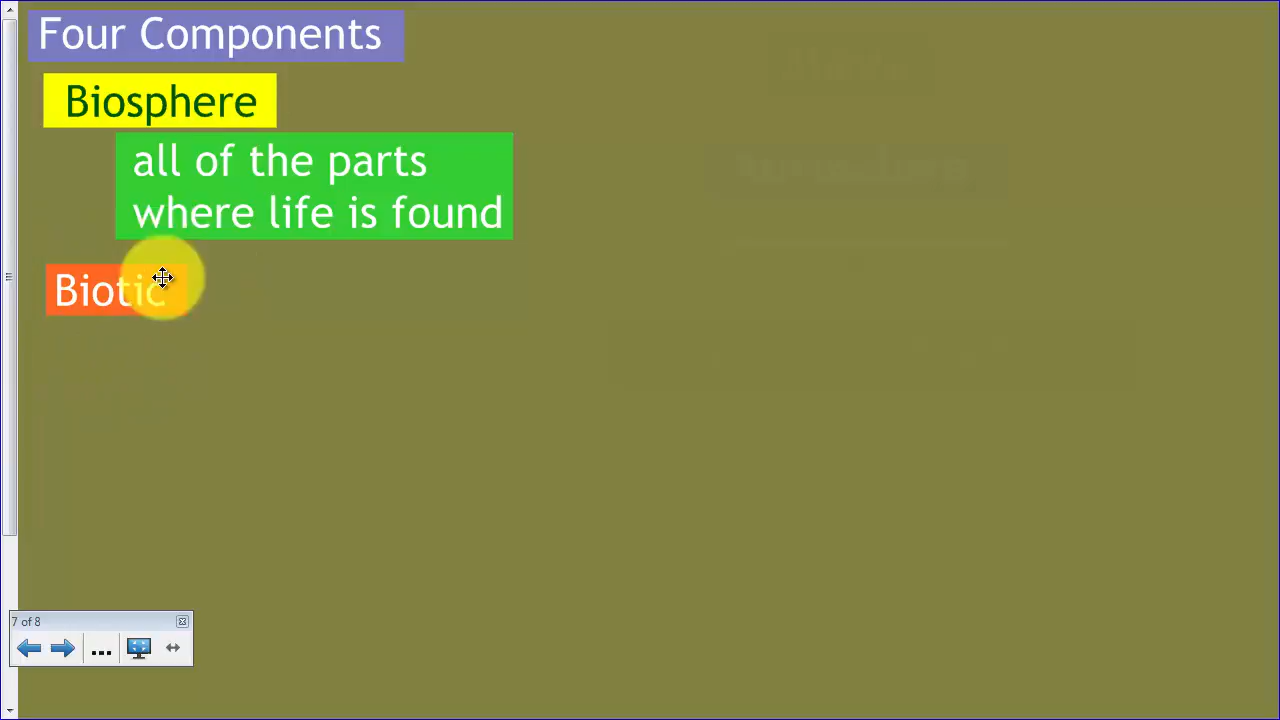 Four Components
Biosphere
all of the parts
where life is found
Biotic
7 of 8
...